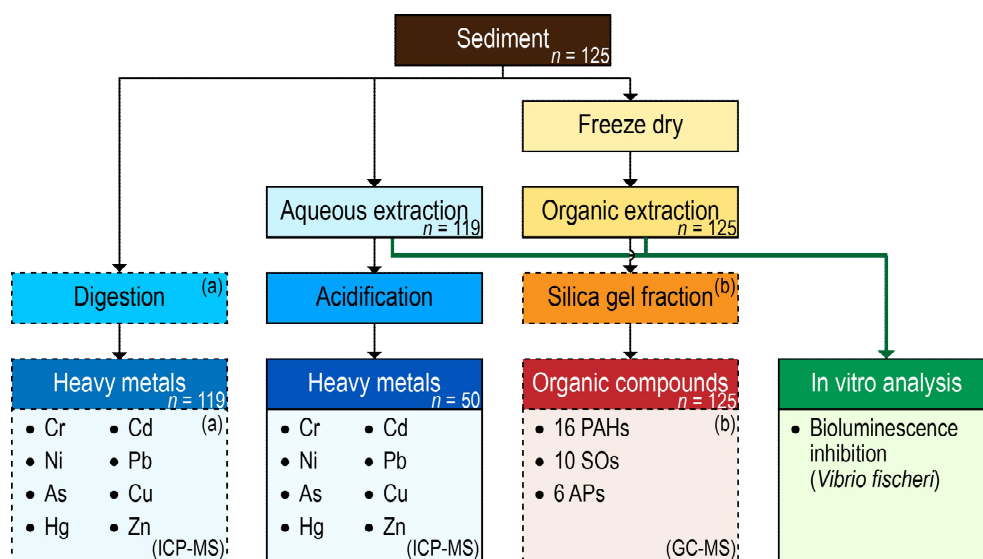 Sediment
n = 125
Freeze dry
Aqueous extraction
n = 119
Organic extraction
n = 125
Digestion
(a)
Acidification
Silica gel fraction
(b)
Heavy metals
n = 119
(a)
• Cr • Cd
• Ni • Pb
• As • Cu
• Hg • Zn
(ICP-MS)
Heavy metals
n = 50
• Cr • Cd
• Ni • Pb
• As • Cu
• Hg • Zn
(ICP-MS)
Organic compounds
n = 125
(b)
• 16 PAHs
• 10 SOs
• 6 APs
(GC-MS)
In vitro analysis
• Bioluminescence
inhibition
(Vibrio fischeri)